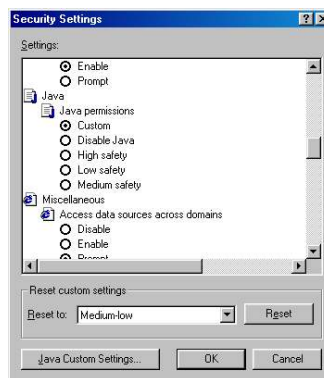 Security Settings
Settings:
Enable
Prompt
Java
Java permissions
Custom
Disable Java
High safety
Low safety
Medium safety
Miscellaneous
Access data sources across domains
Disable
Enable
Prompt
Reset custom settings
Reset to: Medium-low Reset
Java Custom Settings... OK Cancel